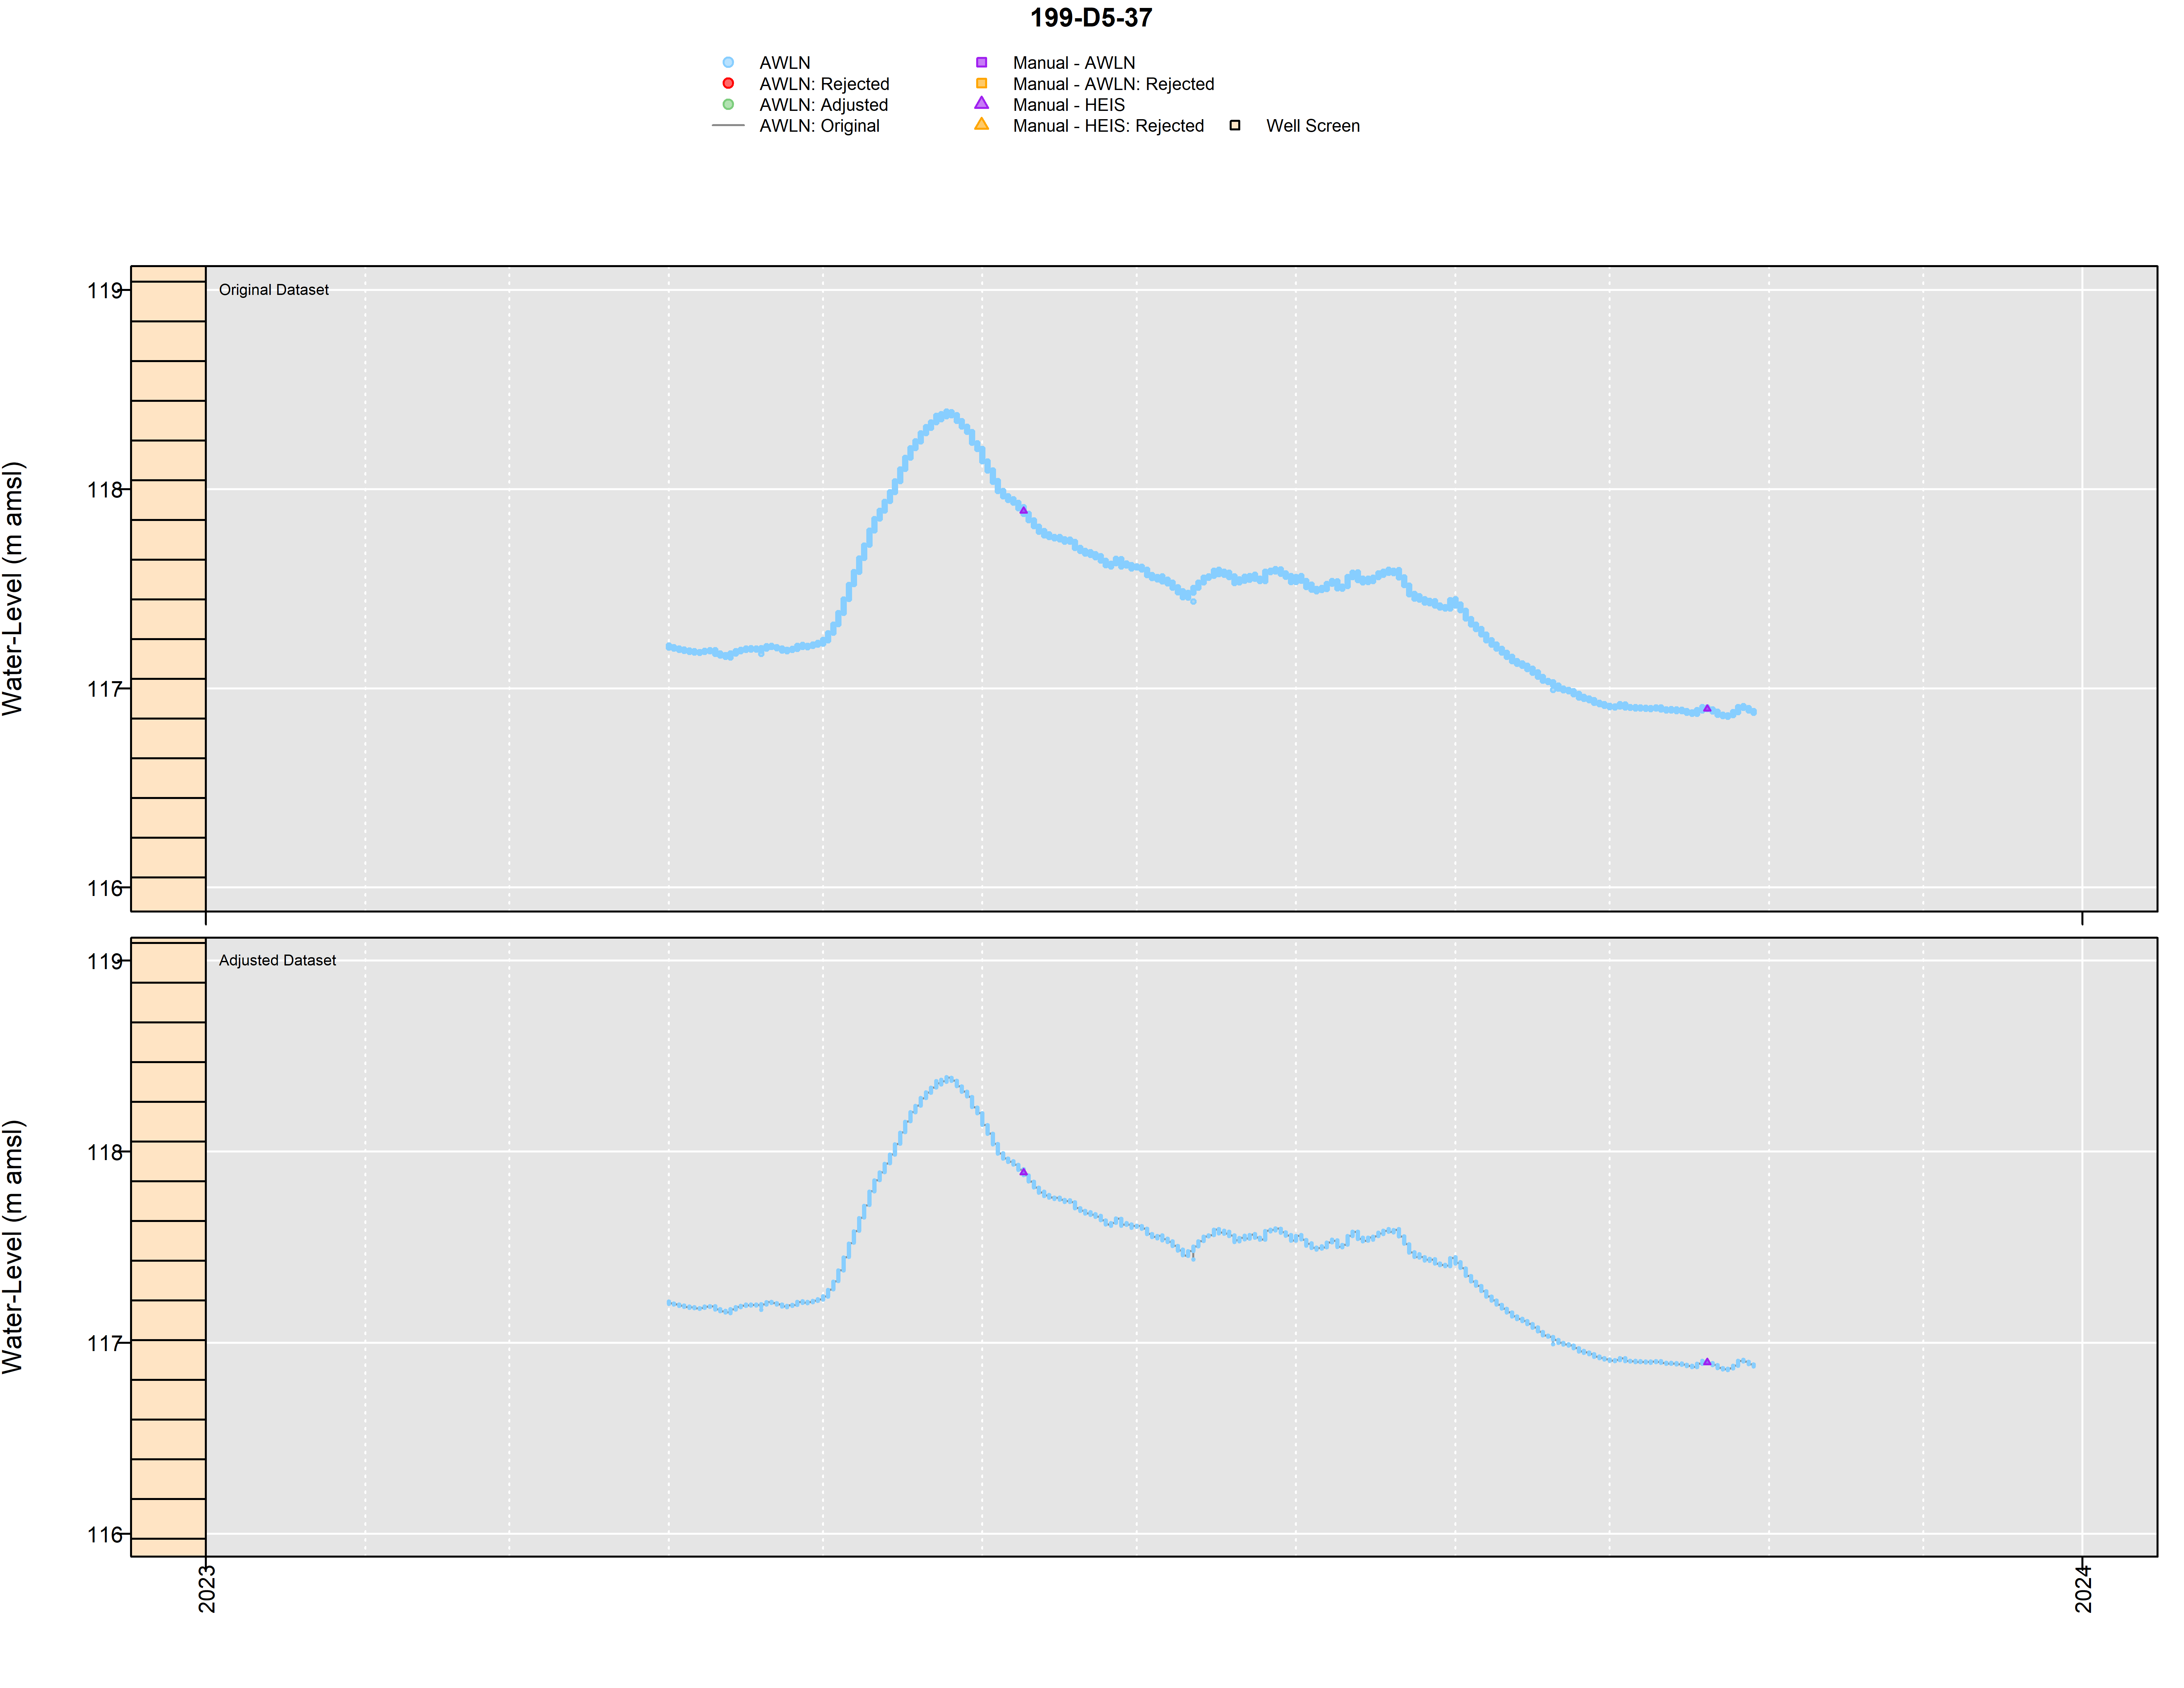 199-D5-37
AWLN
AWLN: Rejected
AWLN: Adjusted
AWLN: Original
Manual - AWLN
Manual - AWLN: Rejected
Manual - HEIS
Manual - HEIS: Rejected
Well Screen
Water-Level (m amsl)
119
118
117
116
Original Dataset
Water-Level (m amsl)
119
118
117
116
Adjusted Dataset
2023
2024